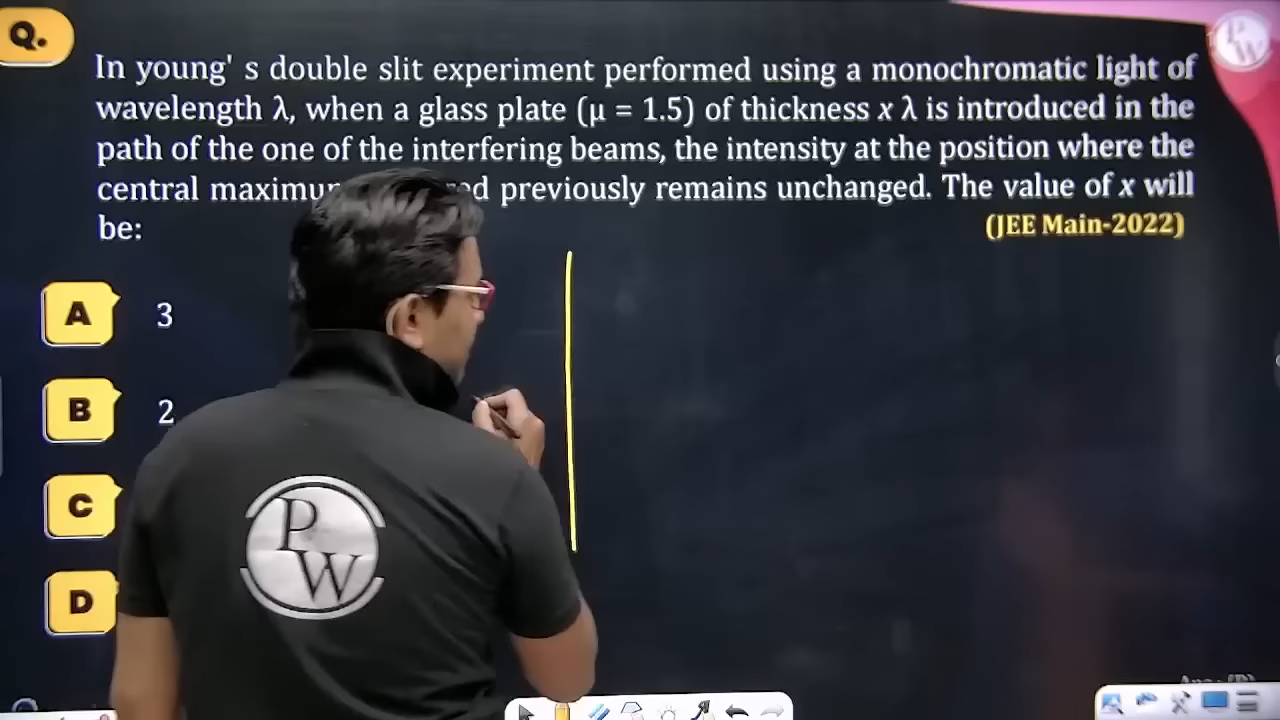 Q.
In young' s double slit experiment performed using a monochromatic light of
wavelength λ, when a glass plate (μ = 1.5) of thickness x λ is introduced in the
path of the one of the interfering beams, the intensity at the position where the
central previously remains unchanged. The value of x will
be:
(JEE Main-2022)
A 3
B 2
C
D
P
W
PW